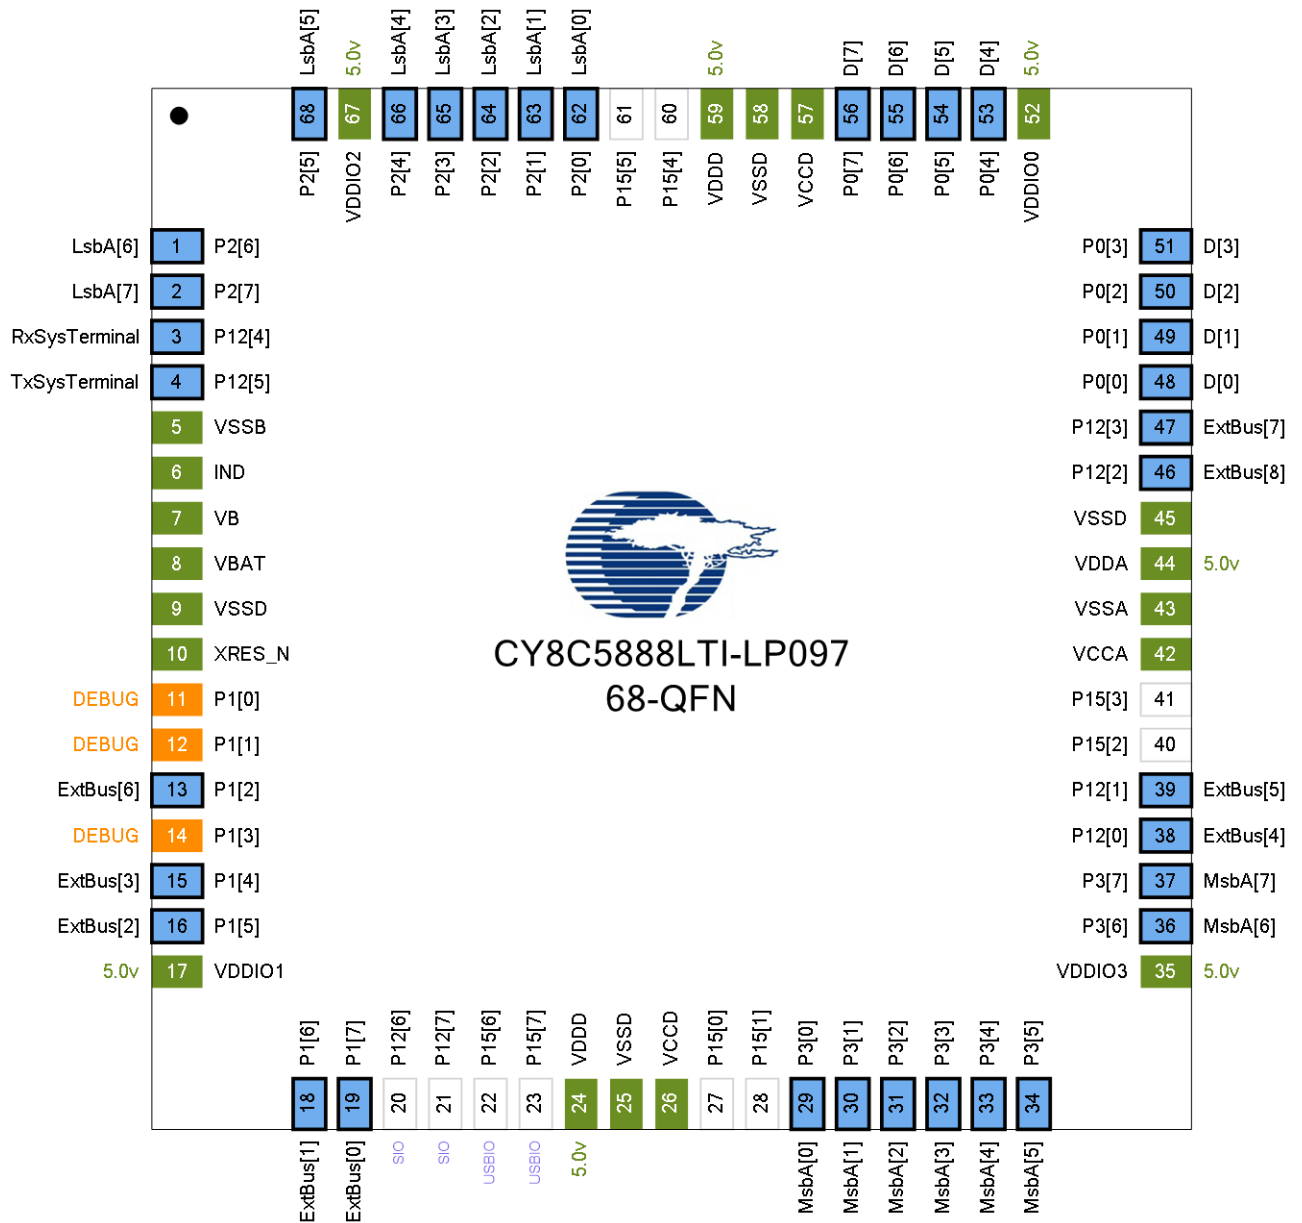 LsbA[5]
5.0v
LsbA[4]
LsbA[3]
LsbA[2]
LsbA[1]
LsbA[0]
5.0v
D[7]
D[6]
D[5]
D[4]
5.0v
68
67
66
65
64
63
62
61
60
59
58
57
56
55
54
53
52
P2[5]
VDDIO2
P2[4]
P2[3]
P2[2]
P2[1]
P2[0]
P15[5]
P15[4]
VDDD
VSSD
VCCD
P0[7]
P0[6]
P0[5]
P0[4]
VDDIO0
LsbA[6] 1 P2[6]
LsbA[7] 2 P2[7]
RxSysTerminal 3 P12[4]
TxSysTerminal 4 P12[5]
5 VSSB
6 IND
7 VB
8 VBAT
9 VSSD
10 XRES_N
DEBUG 11 P1[0]
DEBUG 12 P1[1]
ExtBus[6] 13 P1[2]
DEBUG 14 P1[3]
ExtBus[3] 15 P1[4]
ExtBus[2] 16 P1[5]
5.0v 17 VDDIO1
CY8C5888LTI-LP097
68-QFN
P0[3] 51 D[3]
P0[2] 50 D[2]
P0[1] 49 D[1]
P0[0] 48 D[0]
P12[3] 47 ExtBus[7]
P12[2] 46 ExtBus[8]
VSSD 45
VDDA 44 5.0v
VSSA 43
VCCA 42
P15[3] 41
P15[2] 40
P12[1] 39 ExtBus[5]
P12[0] 38 ExtBus[4]
P3[7] 37 MsbA[7]
P3[6] 36 MsbA[6]
VDDIO3 35 5.0v
P1[6]
P1[7]
P12[6]
P12[7]
P15[6]
P15[7]
VDDD
VSSD
VCCD
P15[0]
P15[1]
P3[0]
P3[1]
P3[2]
P3[3]
P3[4]
P3[5]
18
19
20
21
22
23
24
25
26
27
28
29
30
31
32
33
34
ExtBus[1]
ExtBus[0]
SIO
SIO
USBIO
USBIO
5.0v
MsbA[0]
MsbA[1]
MsbA[2]
MsbA[3]
MsbA[4]
MsbA[5]